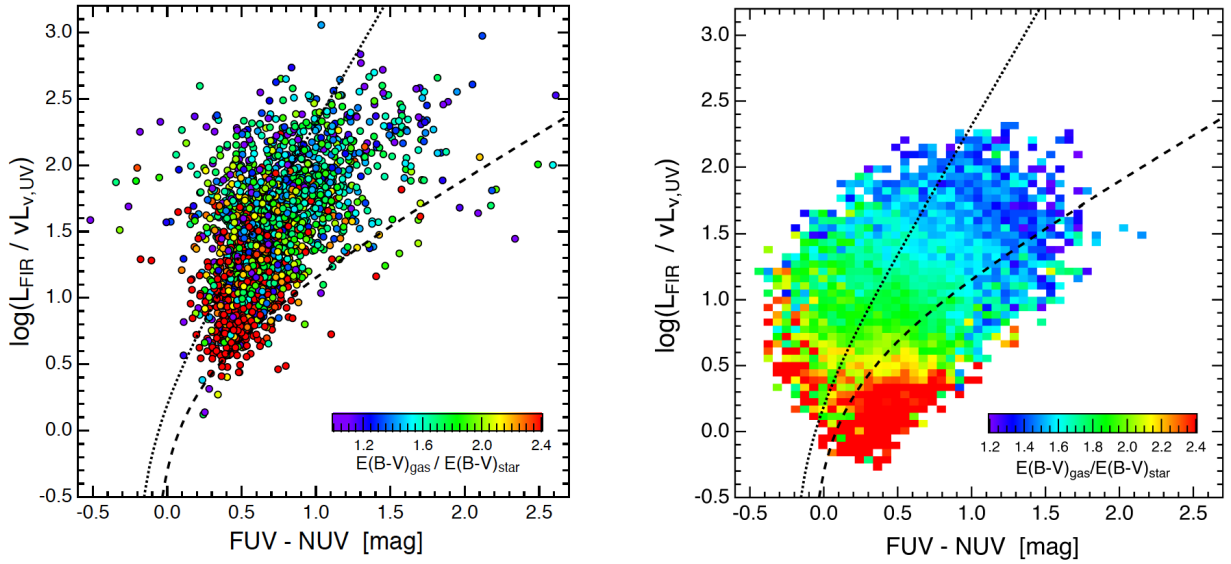 3.0
2.5
2.0
1.5
1.0
0.5
0.0
-0.5
log(L_FIR / vL_v,UV)
1.2 1.6 2.0 2.4
E(B-V)gas / E(B-V)star
-0.5 0.0 0.5 1.0 1.5 2.0 2.5
FUV - NUV [mag]
3.0
2.5
2.0
1.5
1.0
0.5
0.0
-0.5
log(L_FIR / vL_v,UV)
1.2 1.4 1.6 1.8 2.0 2.2 2.4
E(B-V)gas/E(B-V)star
-0.5 0.0 0.5 1.0 1.5 2.0 2.5
FUV - NUV [mag]